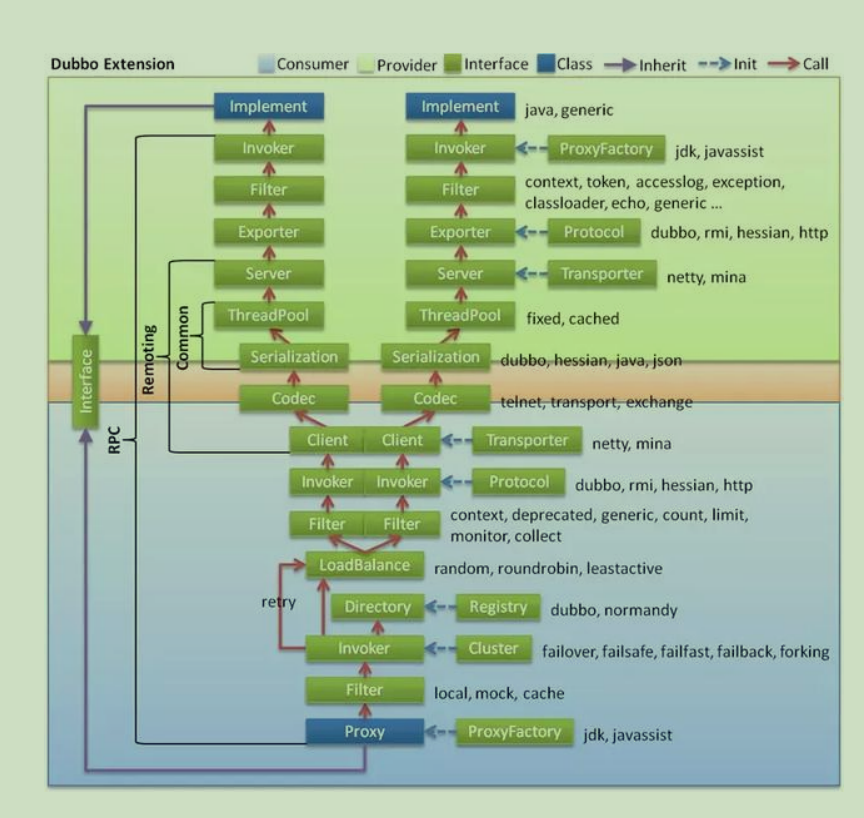 Dubbo Extension Consumer Provider Interface Class Inherit Init Call
Implement Implement java, generic
Invoker Invoker ProxyFactory jdk, javassist
Filter Filter context, token, accesslog, exception,
classloader, echo, generic ...
Exporter Exporter Protocol dubbo, rmi, hessian, http
Server Server Transporter netty, mina
ThreadPool ThreadPool fixed, cached
Common
Remoting
Serialization Serialization dubbo, hessian, java, json
Interface
Codec Codec telnet, transport, exchange
RPC
Client Client Transporter netty, mina
Invoker Invoker Protocol dubbo, rmi, hessian, http
Filter Filter context, deprecated, generic, count, limit,
monitor, collect
LoadBalance random, roundrobin, leastactive
retry
Directory Registry dubbo, normandy
Invoker Cluster failover, failsafe, failfast, failback, forking
Filter local, mock, cache
Proxy ProxyFactory jdk, javassist